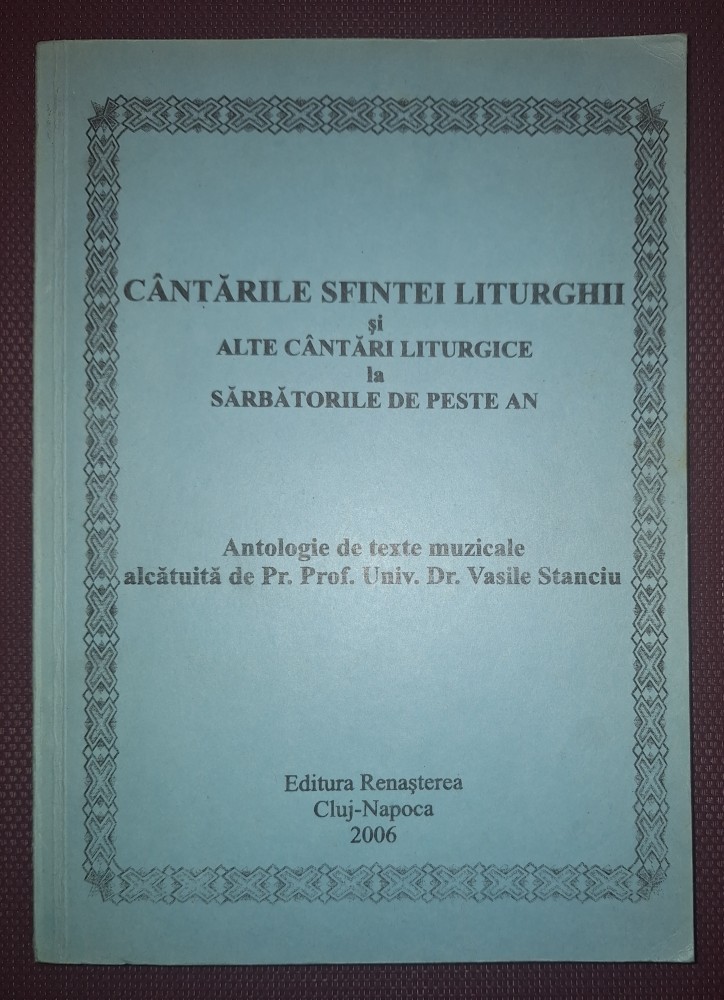 CÂNTĂRILE SFINTEI LITURGHII
şi
ALTE CÂNTĂRI LITURGICE
la
SĂRBĂTORILE DE PESTE AN
Antologie de texte muzicale
alcătuită de Pr. Prof. Univ. Dr. Vasile Stanciu
Editura Renaşterea
Cluj-Napoca
2006